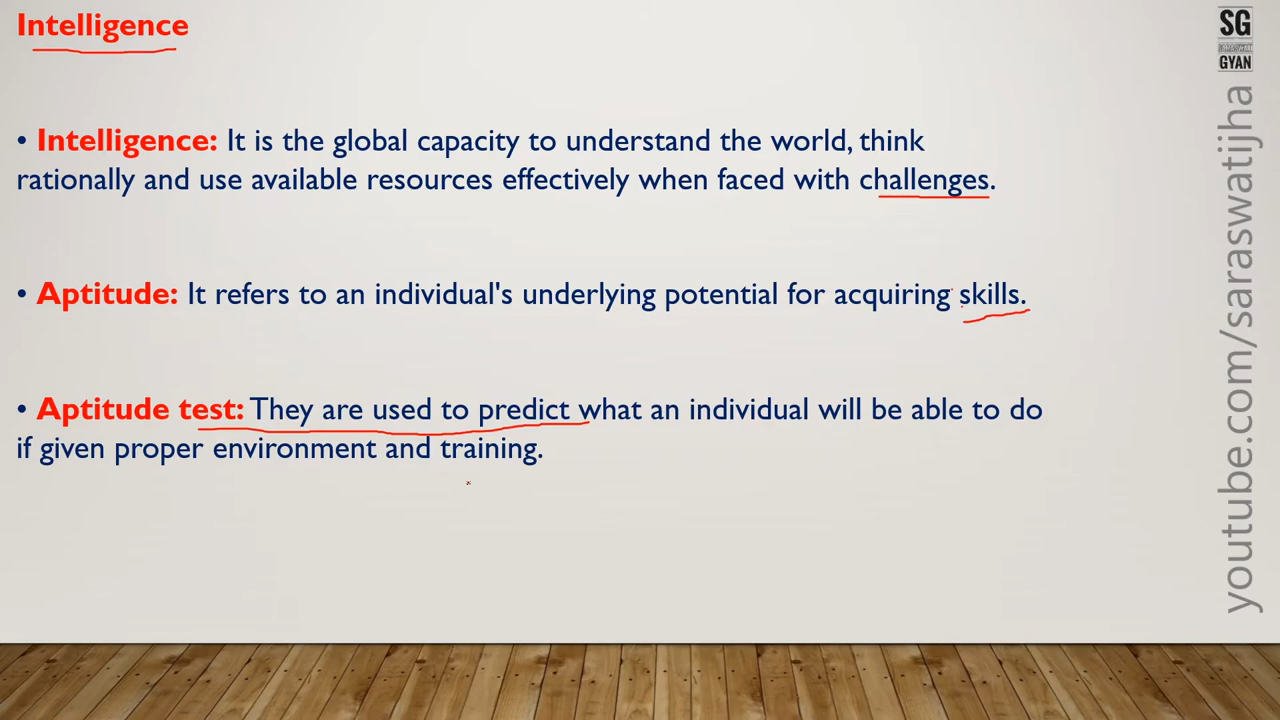 Intelligence
• Intelligence: It is the global capacity to understand the world, think
rationally and use available resources effectively when faced with challenges.
• Aptitude: It refers to an individual's underlying potential for acquiring skills.
• Aptitude test: They are used to predict what an individual will be able to do
if given proper environment and training.
SG
GYAN
youtube.com/saraswatijha